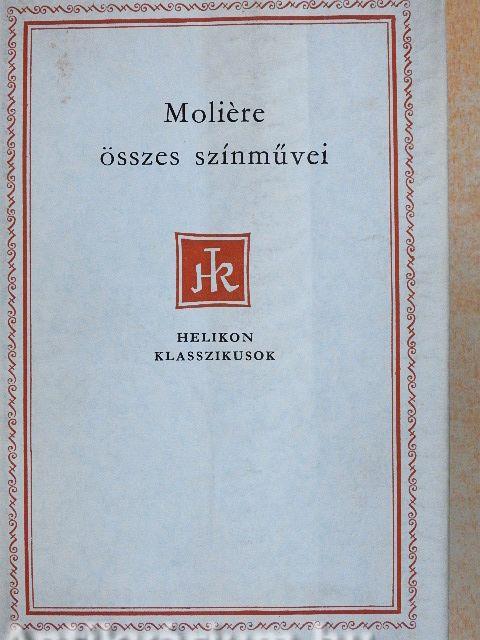 Molière
összes színművei
HK
HELIKON
KLASSZIKUSOK